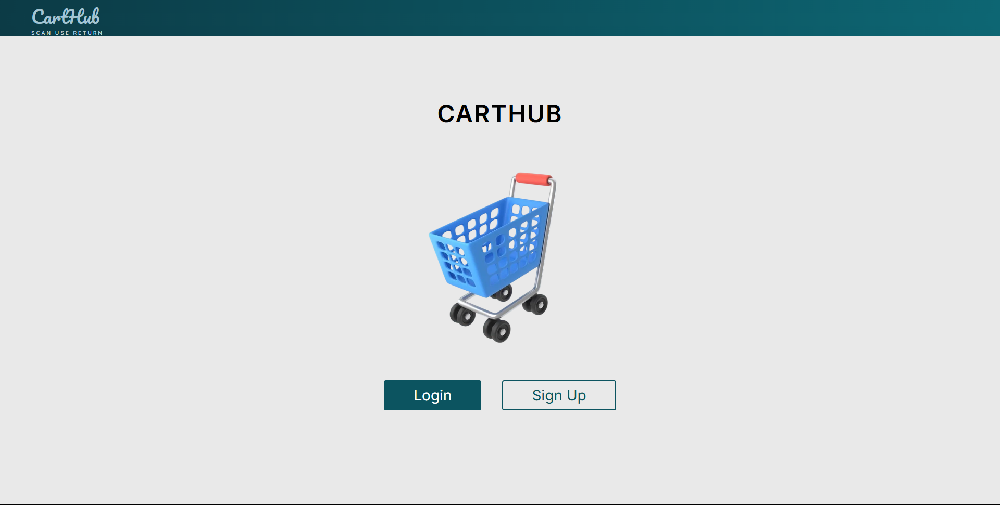 CartHub
SCAN USE RETURN
CARTHUB
Login
Sign Up